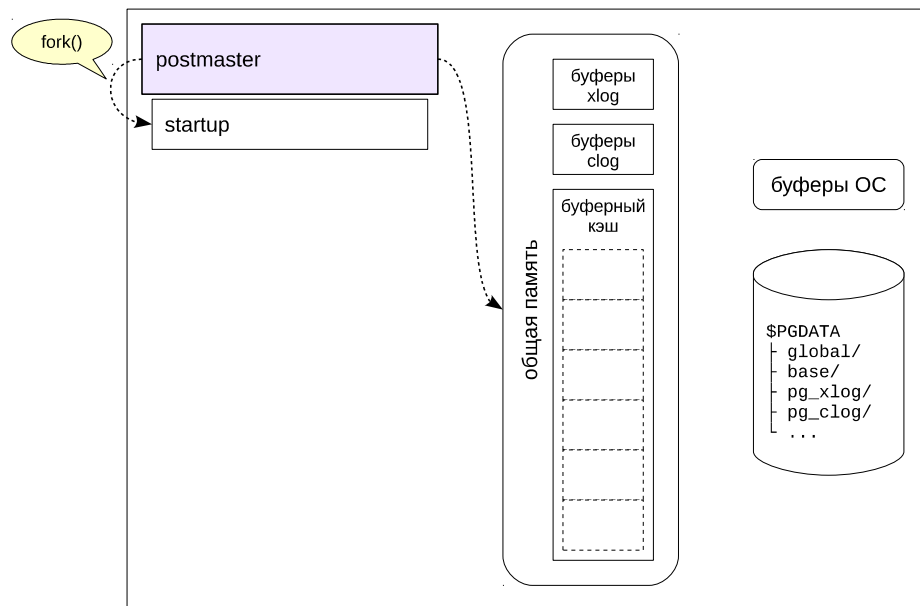 fork()
postmaster
startup
общая память
буферы
xlog
буферы
clog
буферный
кэш
буферы ОС
$PGDATA
global/
base/
pg_xlog/
pg_clog/
...